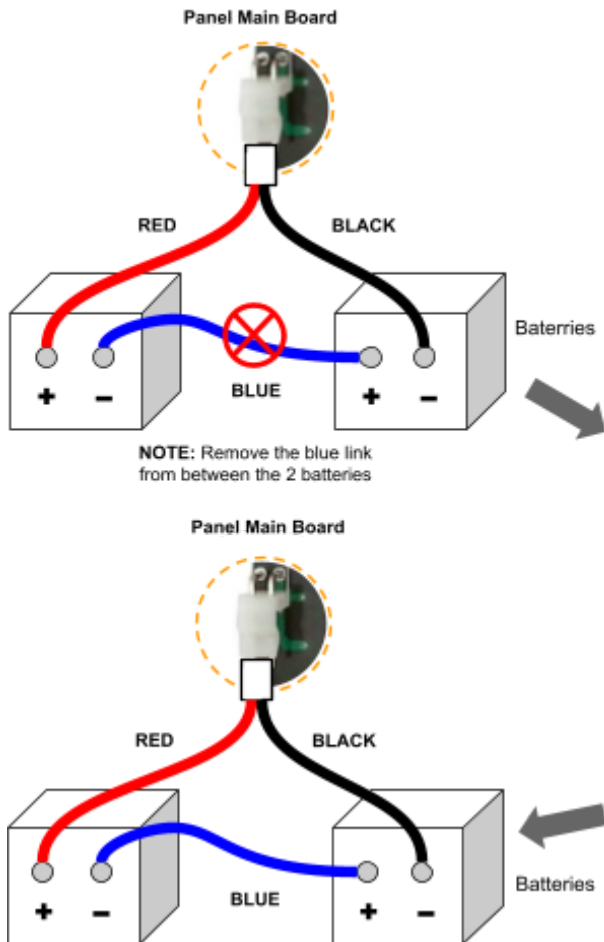 Panel Main Board
RED
BLACK
Baterries
+
-
BLUE
+
-
NOTE: Remove the blue link
from between the 2 batteries
Panel Main Board
RED
BLACK
Batteries
+
-
BLUE
+
-